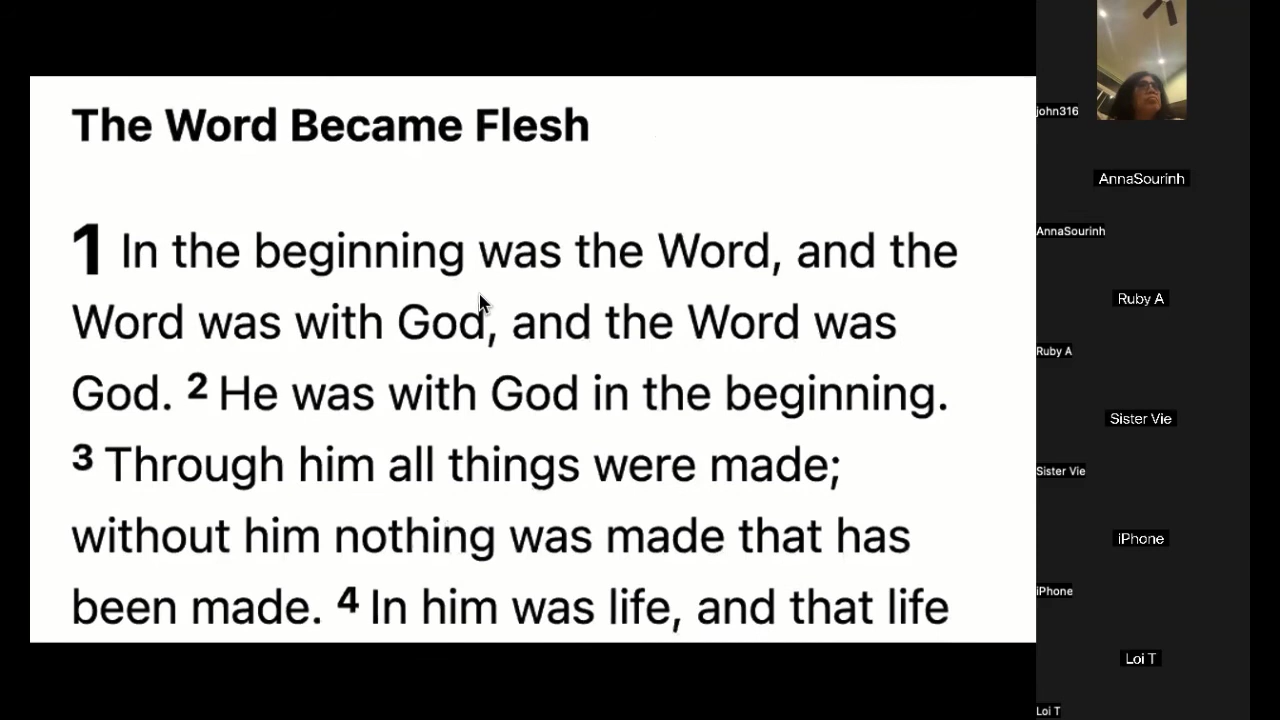 The Word Became Flesh
1 In the beginning was the Word, and the
Word was with God, and the Word was
God. 2 He was with God in the beginning.
3 Through him all things were made;
without him nothing was made that has
been made. 4 In him was life, and that life
john316
AnnaSourinh
AnnaSourinh
Ruby A
Ruby A
Sister Vie
Sister Vie
iPhone
iPhone
Loi T
Loi T